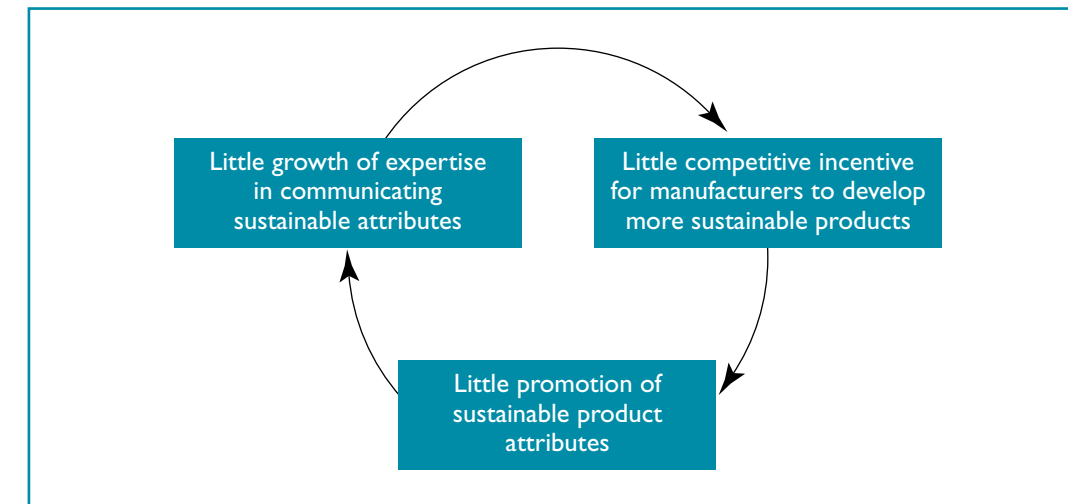 Little growth of expertise
in communicating
sustainable attributes
Little competitive incentive
for manufacturers to develop
more sustainable products
Little promotion of
sustainable product
attributes